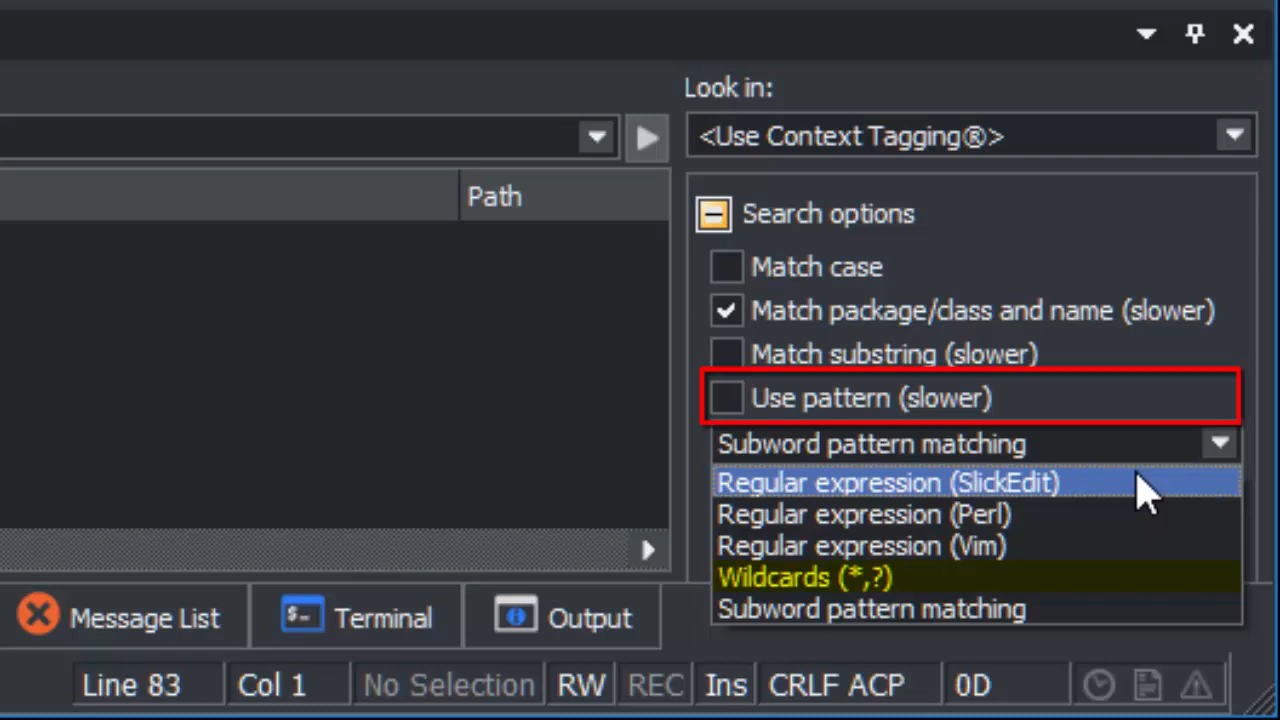 Look in:
<Use Context Tagging®>
Path
Search options
Match case
Match package/class and name (slower)
Match substring (slower)
Use pattern (slower)
Subword pattern matching
Regular expression (SlickEdit)
Regular expression (Perl)
Regular expression (Vim)
Wildcards (*,?)
Subword pattern matching
Message List Terminal Output
Line 83 Col 1 No Selection RW REC Ins CRLF ACP 0D